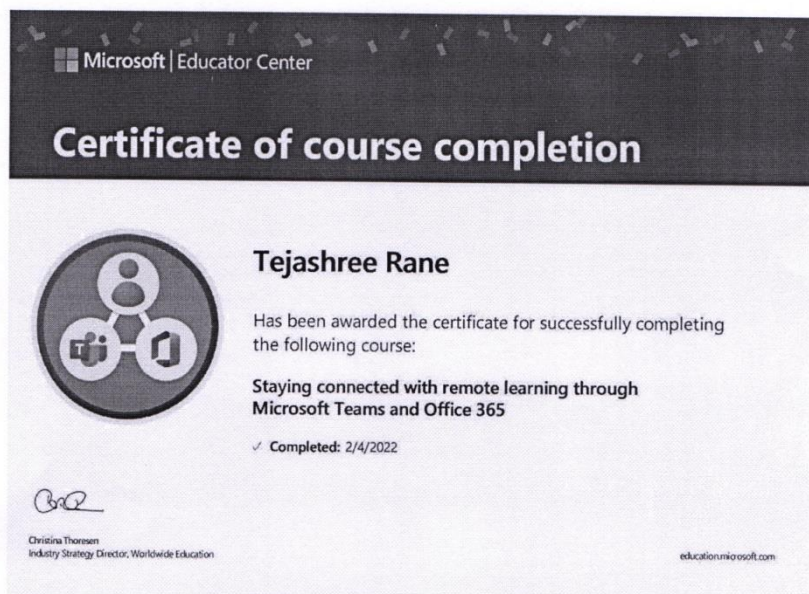 Microsoft | Educator Center
Certificate of course completion
Tejashree Rane
Has been awarded the certificate for successfully completing
the following course:
Staying connected with remote learning through
Microsoft Teams and Office 365
✓ Completed: 2/4/2022
Christina Thoresen
Industry Strategy Director, Worldwide Education
education.microsoft.com